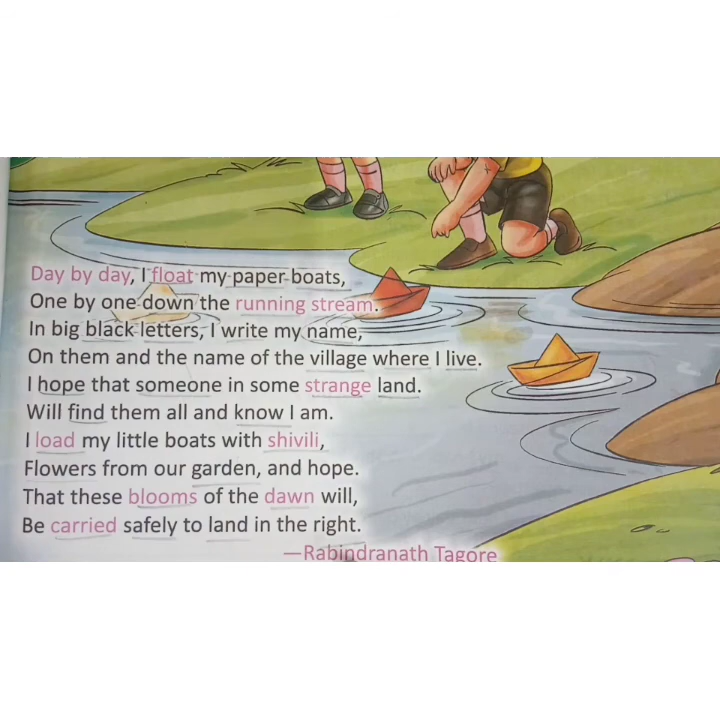 Day by day, I float my paper boats,
One by one down the running stream.
In big black letters, I write my name,
On them and the name of the village where I live.
I hope that someone in some strange land.
Will find them all and know I am.
I load my little boats with shivili,
Flowers from our garden, and hope.
That these blooms of the dawn will,
Be carried safely to land in the right.
—Rabindranath Tagore